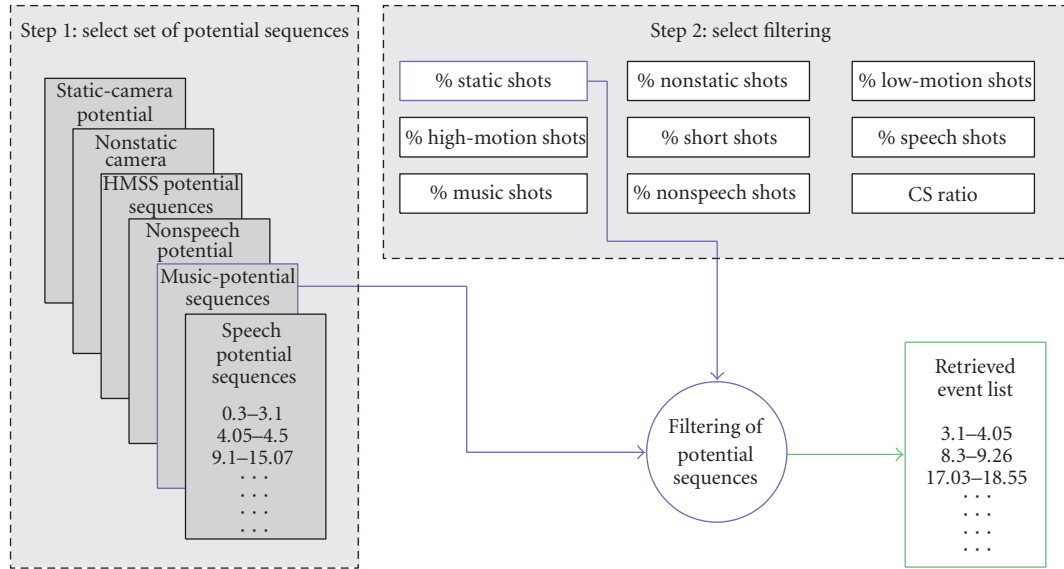 Step 1: select set of potential sequences
Static-camera
potential
Nonstatic
camera
HMSS potential
sequences
Nonspeech
potential
Music-potential
sequences
Speech
potential
sequences
0.3–3.1
4.05–4.5
9.1–15.07
. . .
. . .
. . .
Step 2: select filtering
% static shots
% nonstatic shots
% low-motion shots
% high-motion shots
% short shots
% speech shots
% music shots
% nonspeech shots
CS ratio
Filtering of
potential
sequences
Retrieved
event list
3.1–4.05
8.3–9.26
17.03–18.55
. . .
. . .
. . .
. . .